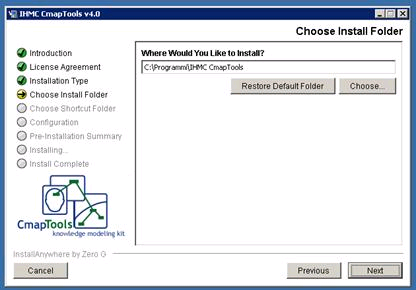 IHMC CmapTools v4.0
Choose Install Folder
Introduction
License Agreement
Installation Type
Choose Install Folder
Choose Shortcut Folder
Configuration
Pre-Installation Summary
Installing...
Install Complete
Where Would You Like to Install?
C:\Programmi\IHMC CmapTools
Restore Default Folder
Choose...
CmapTools
knowledge modeling kit
InstallAnywhere by Zero G
Cancel
Previous
Next